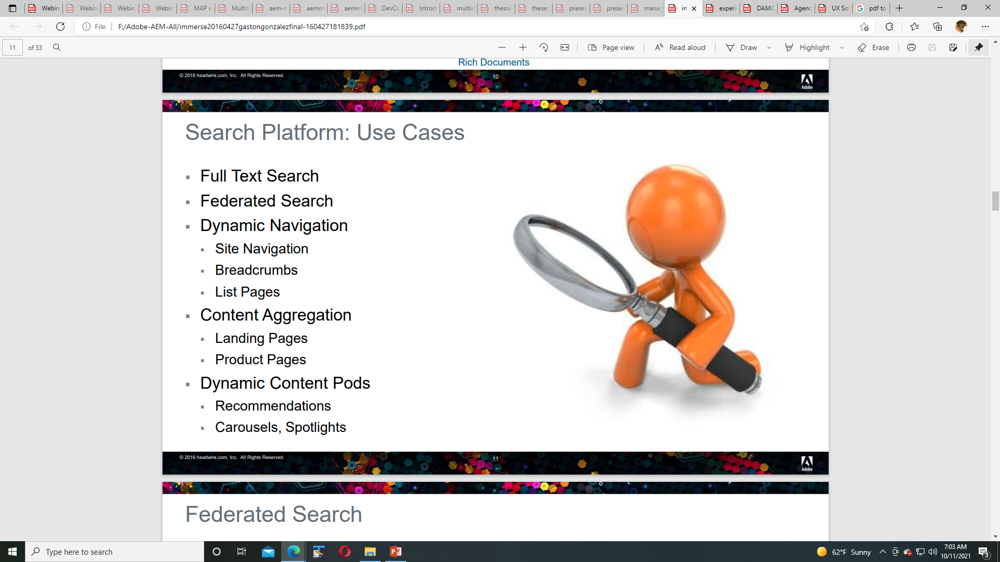 Webin
Webin
Webin
Webin
MAP e
Multit
aem-r
aemm
aemm
DevOp
Introd
multis
thesix
thesec
preser
preser
manag
in
experi
DAMC
Agenc
UX Sol
pdf to
File
F:/Adobe-AEM-All/immerse20160427gastongonzalezfinal-160427181839.pdf
11 of 33
Page view
Read aloud
Draw
Highlight
Erase
Rich Documents
© 2016 headwire.com, Inc. All Rights Reserved.
10
Adobe
Search Platform: Use Cases
Full Text Search
Federated Search
Dynamic Navigation
Site Navigation
Breadcrumbs
List Pages
Content Aggregation
Landing Pages
Product Pages
Dynamic Content Pods
Recommendations
Carousels, Spotlights
© 2016 headwire.com, Inc. All Rights Reserved.
11
Adobe
Federated Search
Type here to search
62°F Sunny
7:03 AM
10/11/2021
3